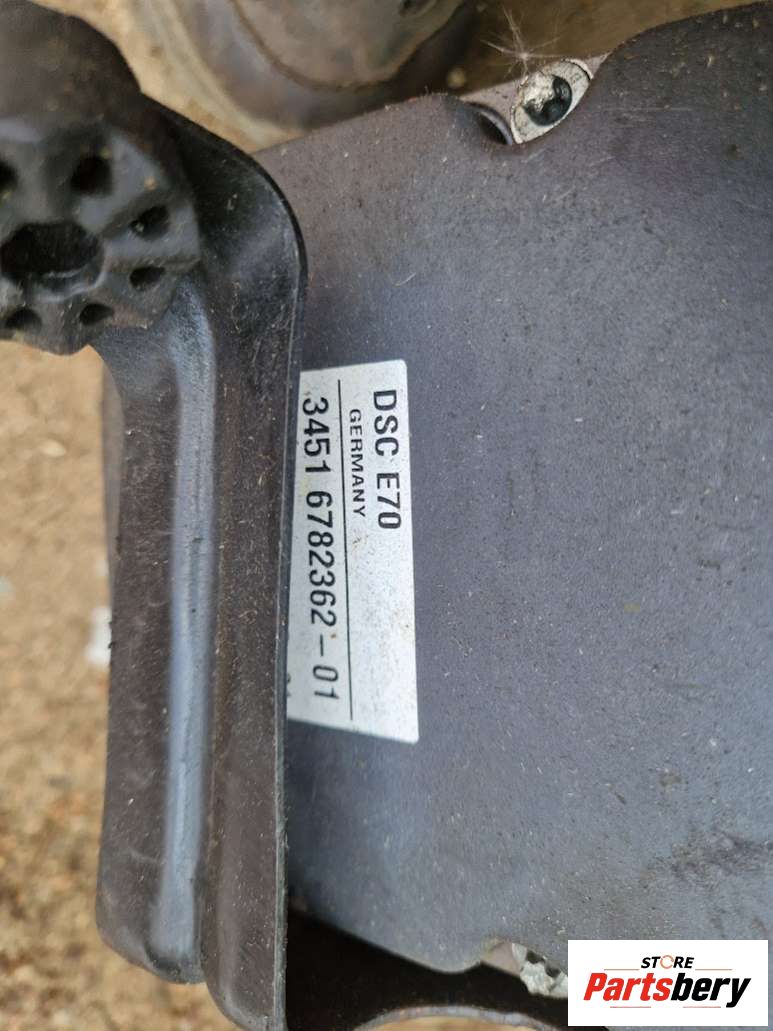 DSC E70
GERMANY
3451 6782362-01
STORE
Partsbery